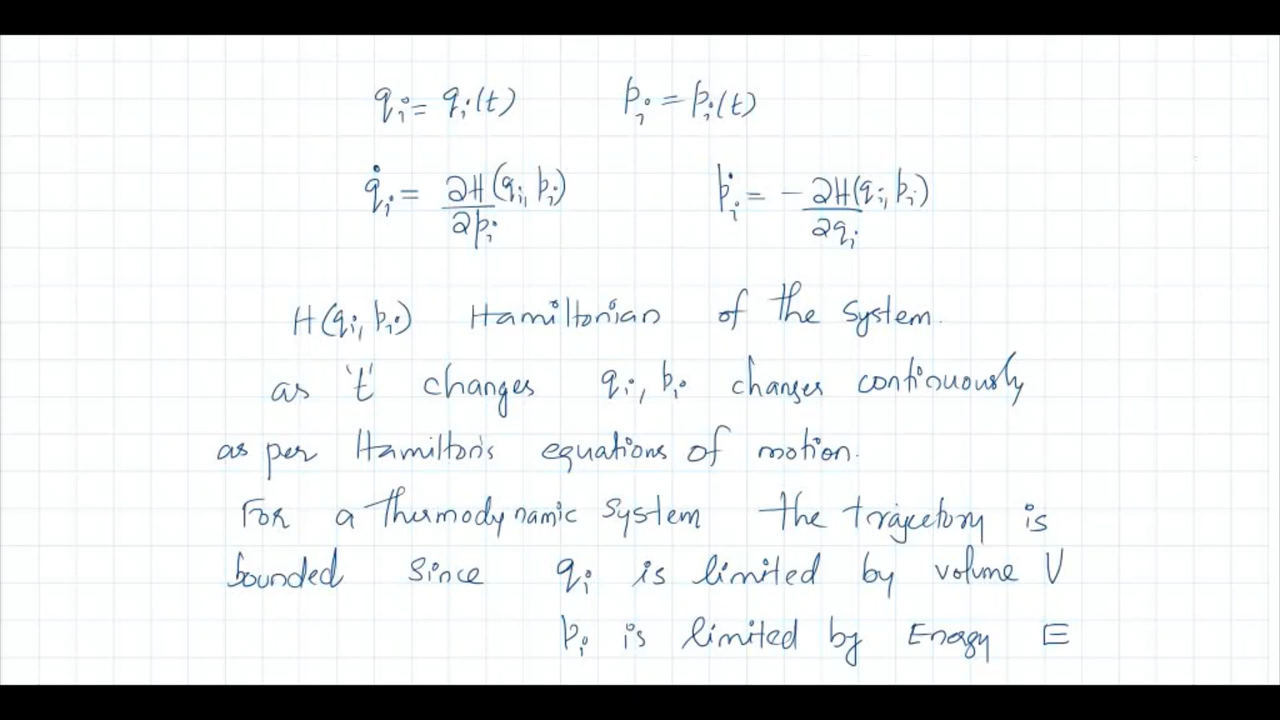 qᵢ = qᵢ(t) pᵢ = pᵢ(t)
q̇ᵢ = ∂H(qᵢ, pᵢ)/∂pᵢ ṗᵢ = - ∂H(qᵢ, pᵢ)/∂qᵢ
H(qᵢ, pᵢ) Hamiltonian of the System.
as 't' changes qᵢ, pᵢ changes continuously
as per Hamilton's equations of motion.
For a thermodynamic system the trajectory is
bounded since qᵢ is limited by volume V
pᵢ is limited by Energy E